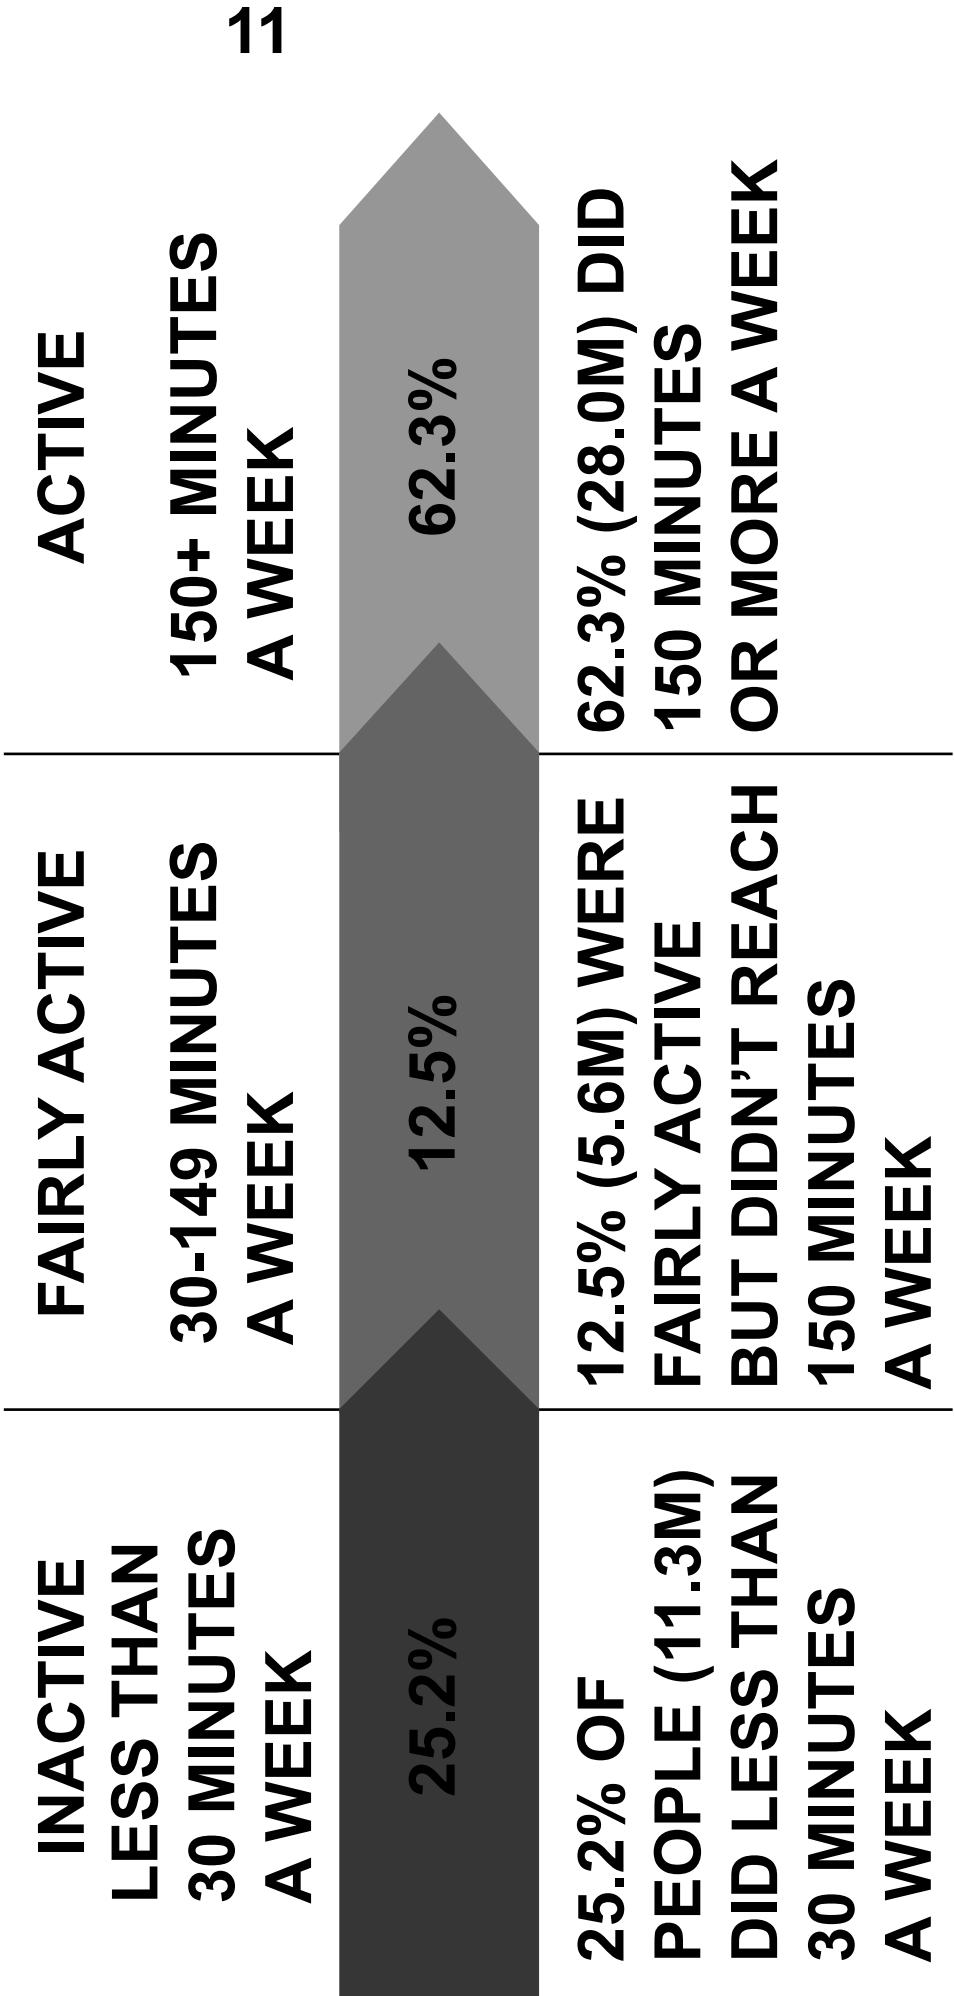 INACTIVE
LESS THAN
30 MINUTES
A WEEK
25.2%
25.2% OF
PEOPLE (11.3M)
DID LESS THAN
30 MINUTES
A WEEK
FAIRLY ACTIVE
30-149 MINUTES
A WEEK
12.5%
12.5% (5.6M) WERE
FAIRLY ACTIVE
BUT DIDN’T REACH
150 MINUTES
A WEEK
ACTIVE
150+ MINUTES
A WEEK
62.3%
62.3% (28.0M) DID
150 MINUTES
OR MORE A WEEK
11